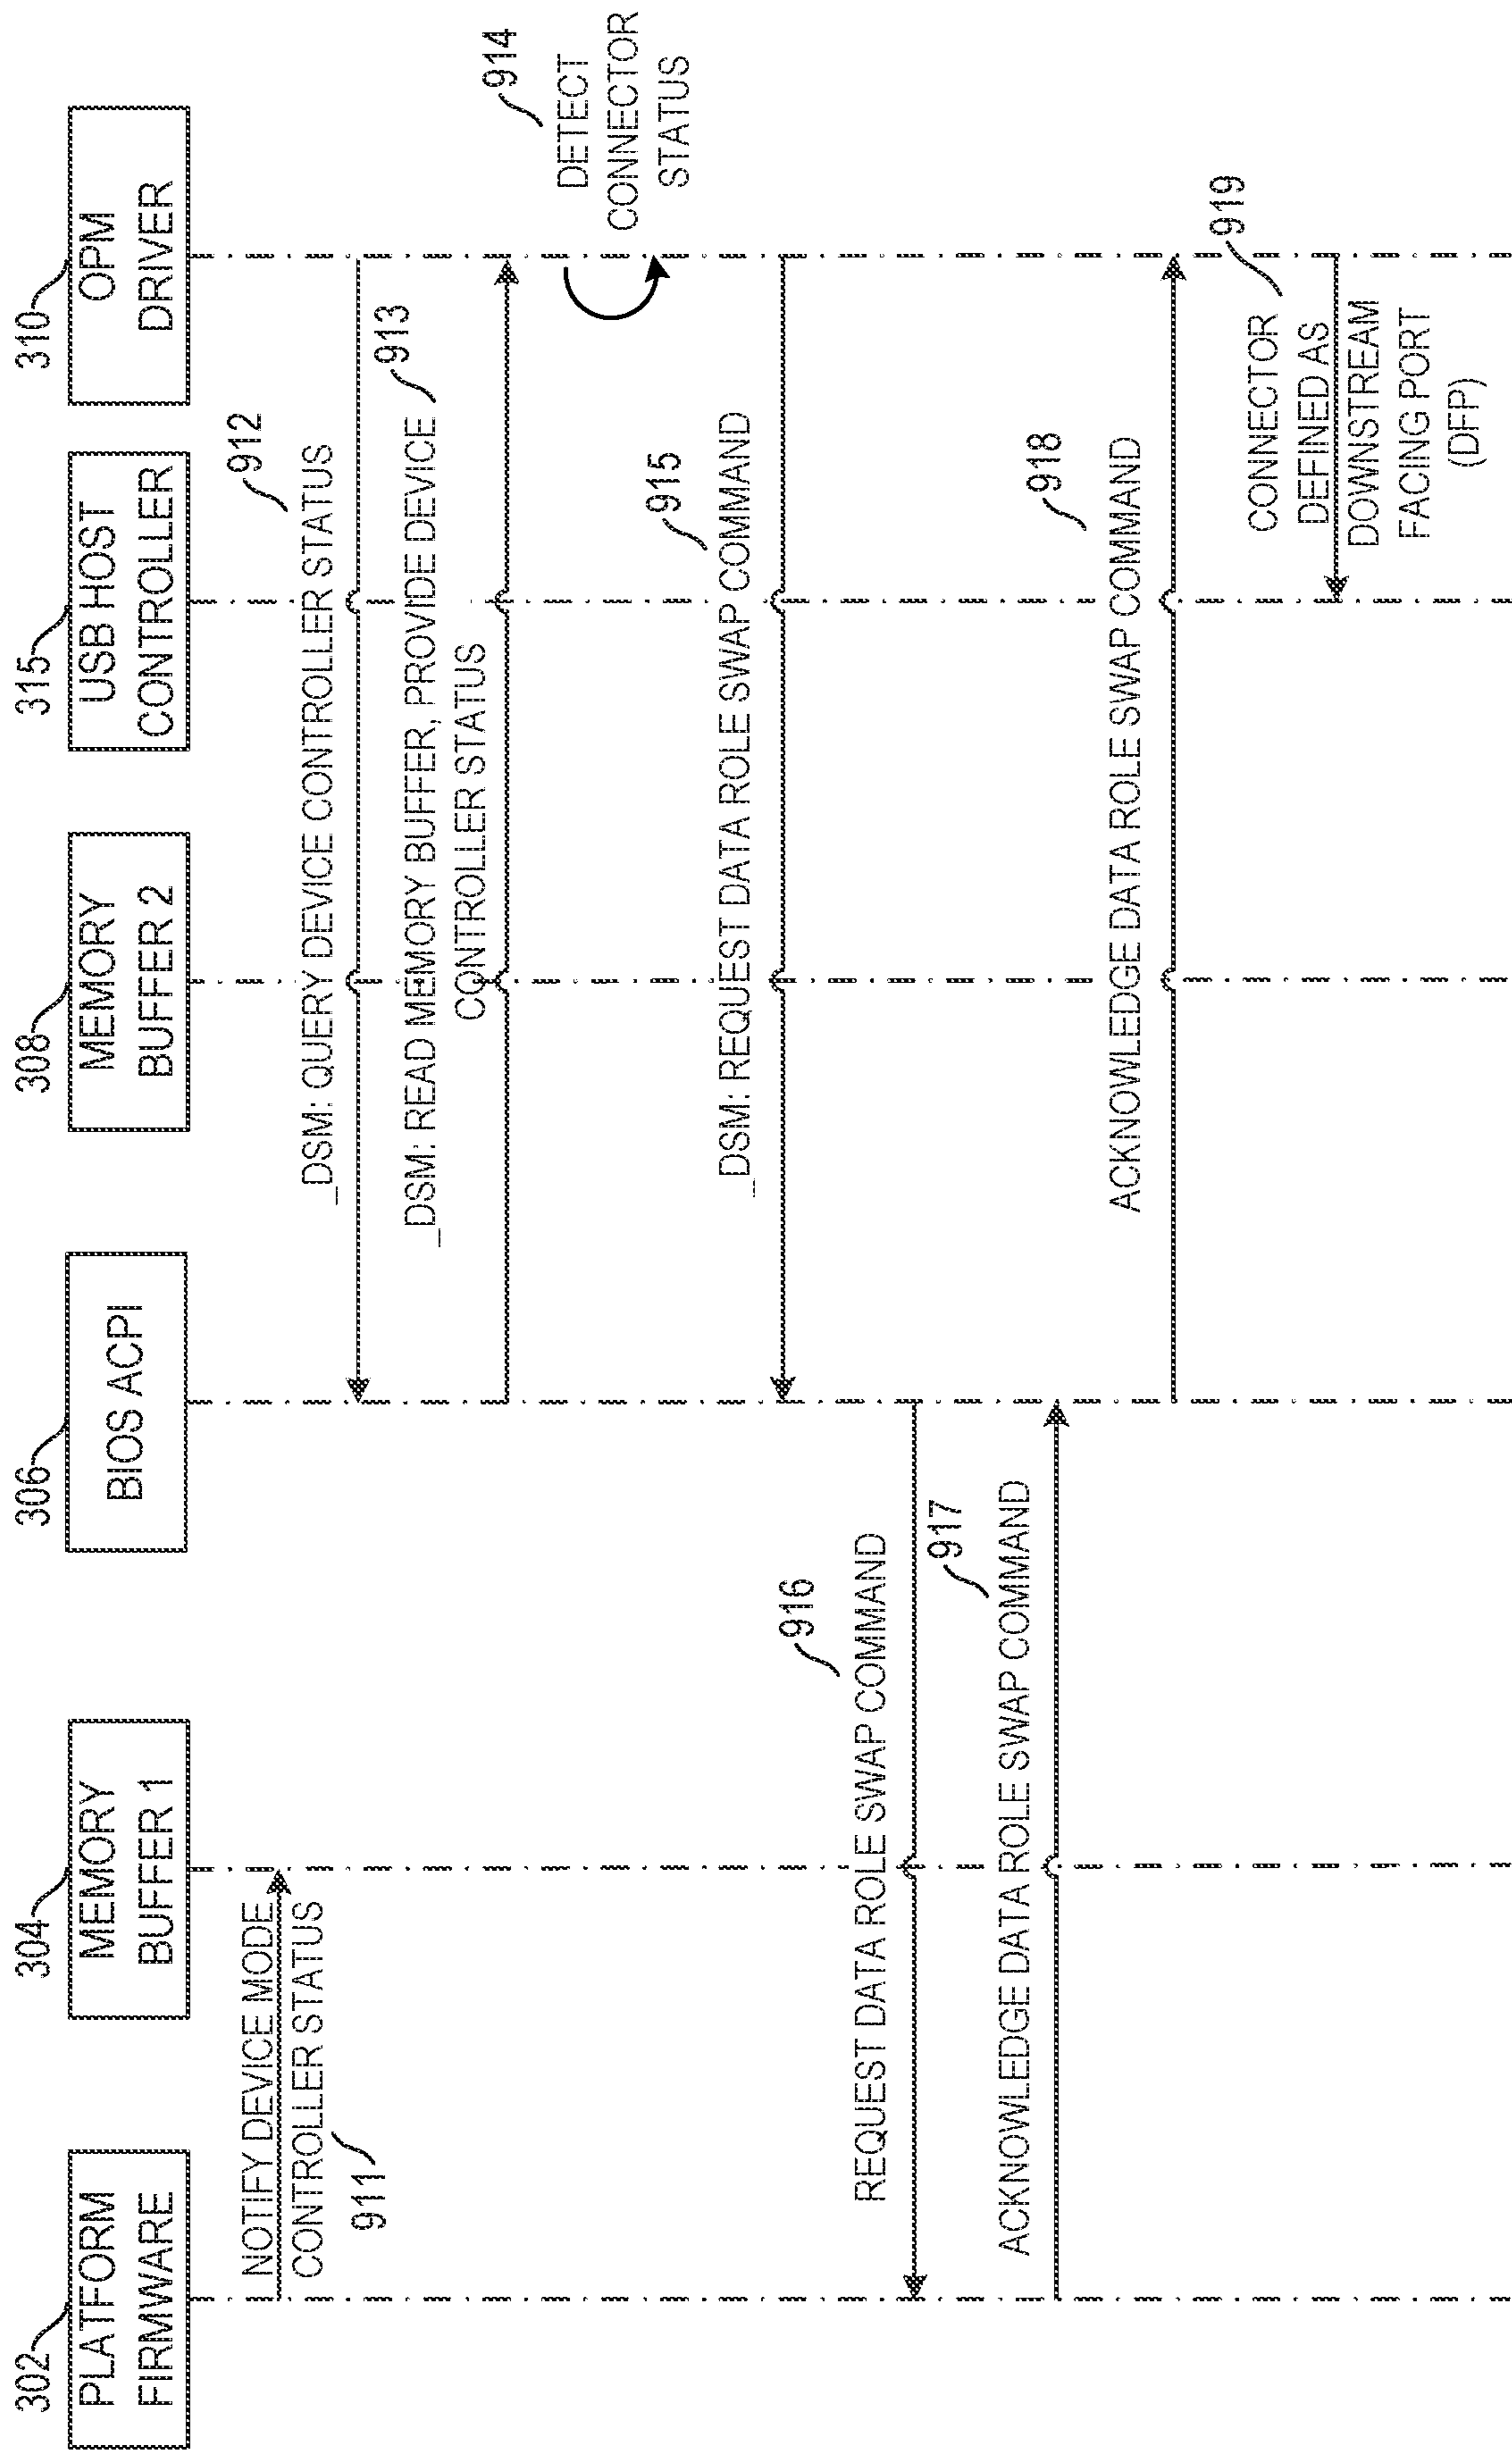 302
PLATFORM
FIRMWARE
304
MEMORY
BUFFER 1
306
BIOS ACPI
308
MEMORY
BUFFER 2
315
USB HOST
CONTROLLER
310
OPM
DRIVER
NOTIFY DEVICE MODE
CONTROLLER STATUS
911
912
_DSM: QUERY DEVICE CONTROLLER STATUS
913
_DSM: READ MEMORY BUFFER, PROVIDE DEVICE
CONTROLLER STATUS
914
DETECT
CONNECTOR
STATUS
915
_DSM: REQUEST DATA ROLE SWAP COMMAND
916
REQUEST DATA ROLE SWAP COMMAND
917
ACKNOWLEDGE DATA ROLE SWAP COMMAND
918
ACKNOWLEDGE DATA ROLE SWAP COMMAND
919
CONNECTOR
DEFINED AS
DOWNSTREAM
FACING PORT
(DFP)